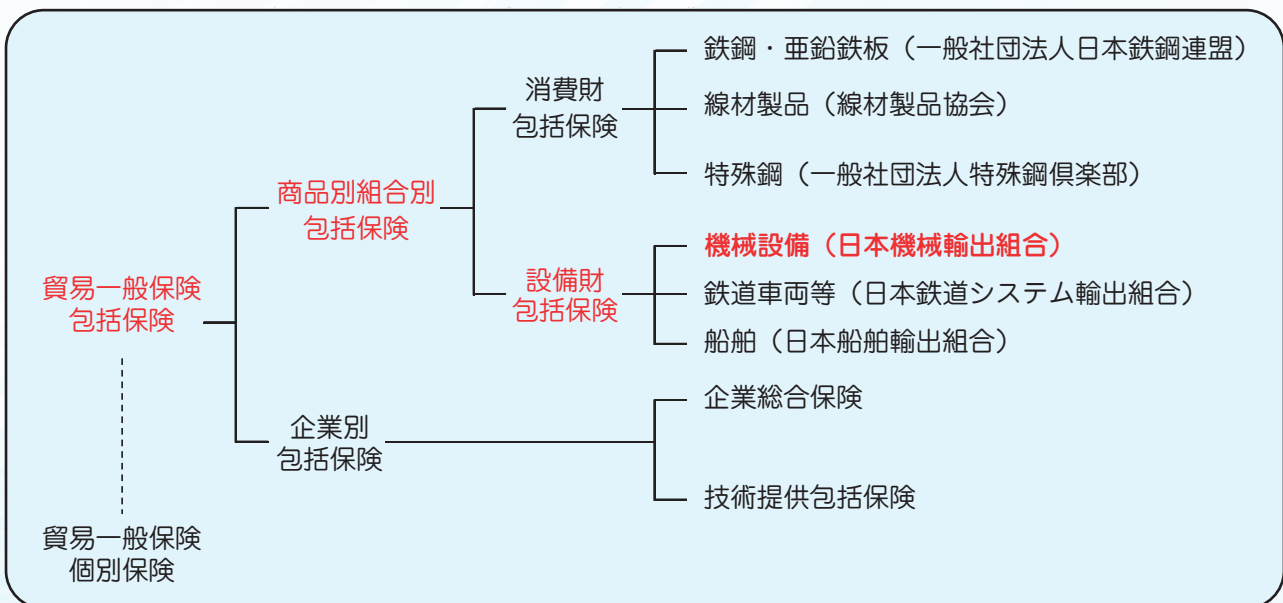 鉄鋼・亜鉛鉄板（一般社団法人日本鉄鋼連盟）
消費財
包括保険
線材製品（線材製品協会）
特殊鋼（一般社団法人特殊鋼倶楽部）
商品別組合別
包括保険
機械設備（日本機械輸出組合）
設備財
包括保険
鉄道車両等（日本鉄道システム輸出組合）
船舶（日本船舶輸出組合）
貿易一般保険
包括保険
企業別
包括保険
企業総合保険
技術提供包括保険
貿易一般保険
個別保険